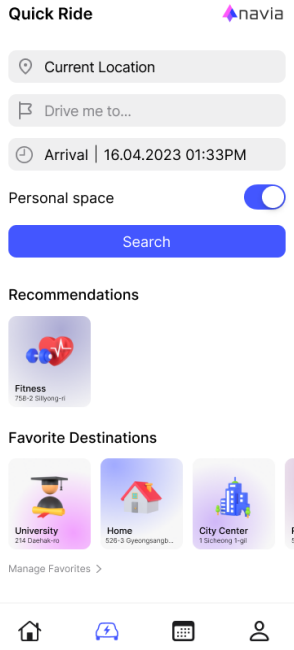 Quick Ride
navia
Current Location
Drive me to...
Arrival | 16.04.2023 01:33PM
Personal space
Search
Recommendations
Fitness
758-2 Sillyong-ri
Favorite Destinations
University
214 Daehak-ro
Home
526-3 Gyeongsangb...
City Center
1 Sicheong 1-gil
Manage Favorites >